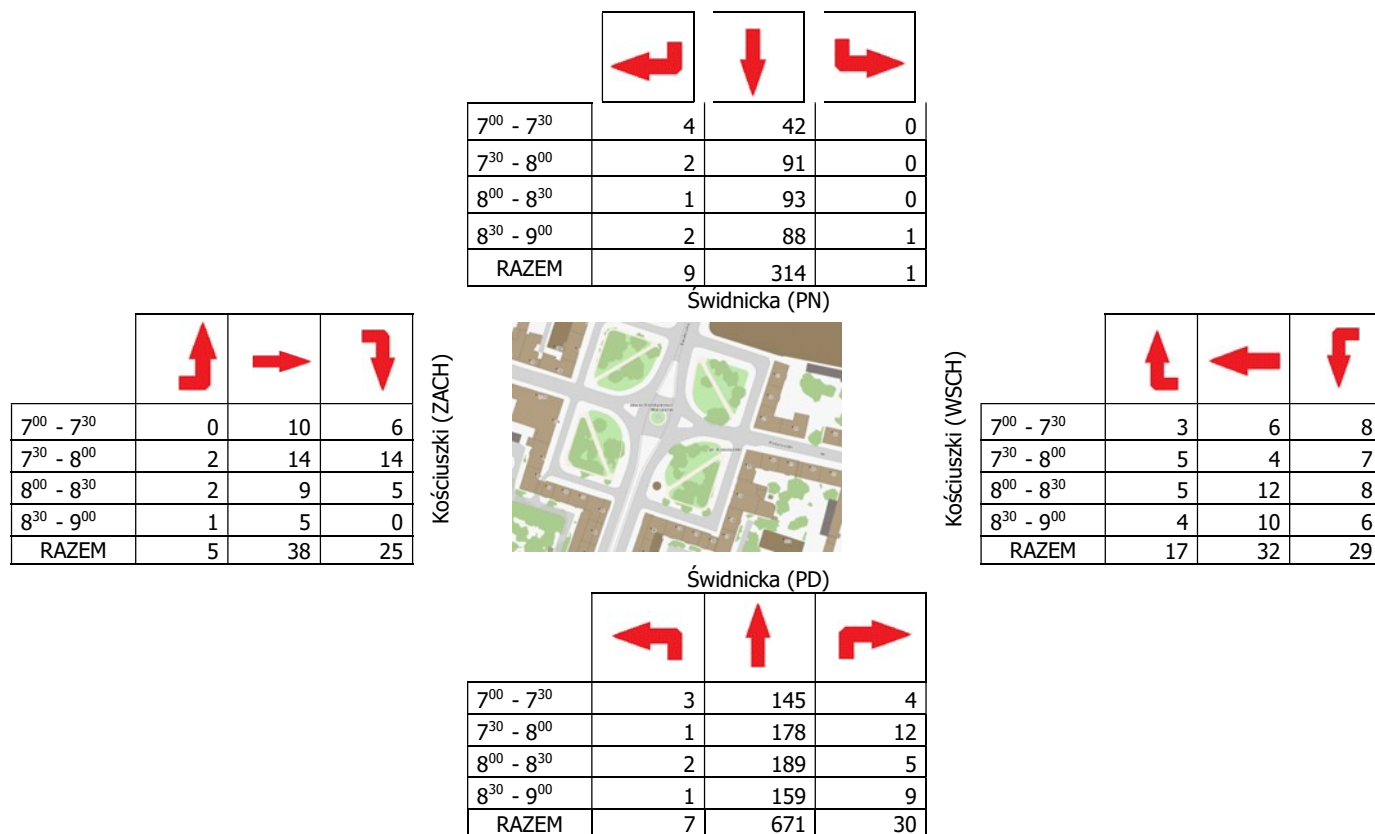 7⁰⁰ - 7³⁰ 4 42 0
7³⁰ - 8⁰⁰ 2 91 0
8⁰⁰ - 8³⁰ 1 93 0
8³⁰ - 9⁰⁰ 2 88 1
RAZEM 9 314 1
Świdnicka (PN)
7⁰⁰ - 7³⁰ 0 10 6
7³⁰ - 8⁰⁰ 2 14 14
8⁰⁰ - 8³⁰ 2 9 5
8³⁰ - 9⁰⁰ 1 5 0
RAZEM 5 38 25
Kościuszki (ZACH)
Kościuszki (WSCH)
7⁰⁰ - 7³⁰ 3 6 8
7³⁰ - 8⁰⁰ 5 4 7
8⁰⁰ - 8³⁰ 5 12 8
8³⁰ - 9⁰⁰ 4 10 6
RAZEM 17 32 29
Świdnicka (PD)
7⁰⁰ - 7³⁰ 3 145 4
7³⁰ - 8⁰⁰ 1 178 12
8⁰⁰ - 8³⁰ 2 189 5
8³⁰ - 9⁰⁰ 1 159 9
RAZEM 7 671 30